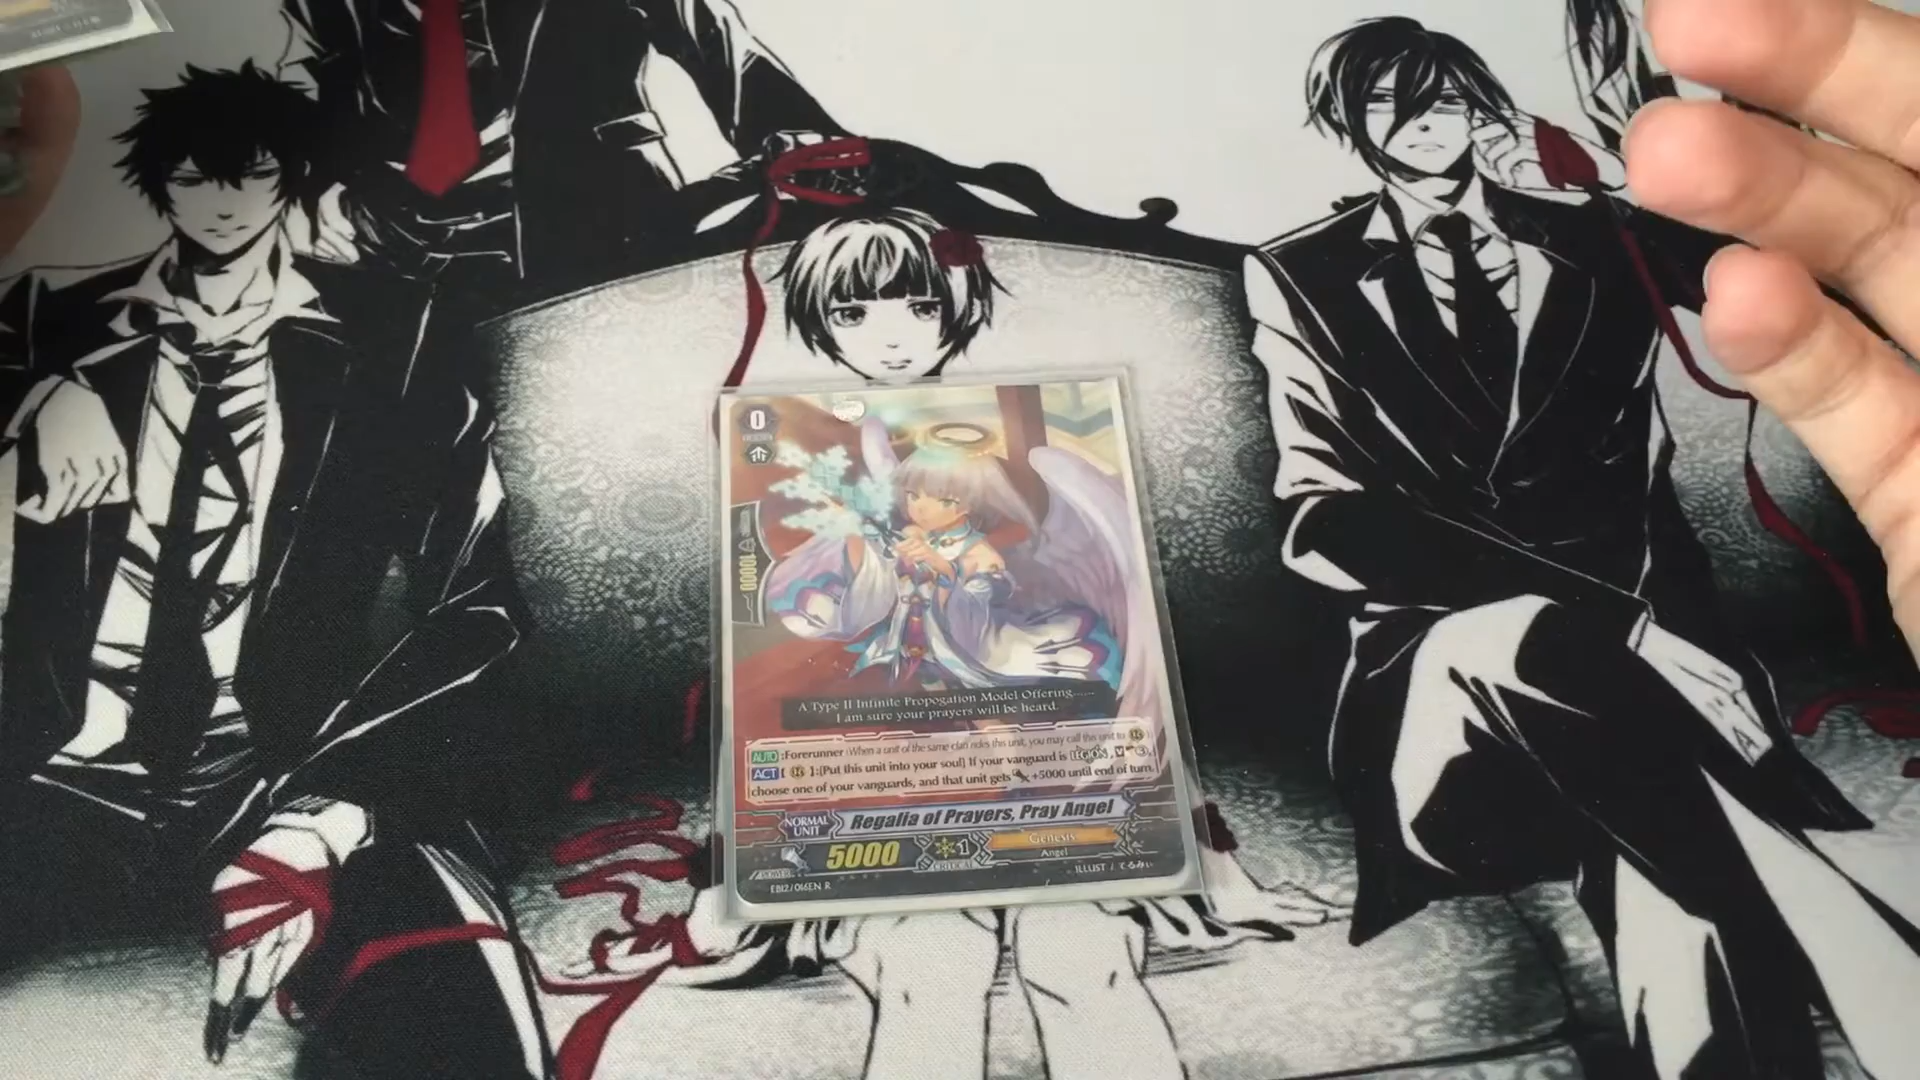 0
10000
A Type II Infinite Propogation Model Offering......
I am sure your prayers will be heard.
AUTO :Forerunner (When a unit of the same clan rides this unit, you may call this unit to RC)
ACT [ RC ]:[Put this unit into your soul] If your vanguard is LEGION,
choose one of your vanguards, and that unit gets +5000 until end of turn.
NORMAL UNIT
Regalia of Prayers, Pray Angel
POWER
5000
1
CRITICAL
Genesis
Angel
EB12/016EN R
ILLUST / てるみぃ